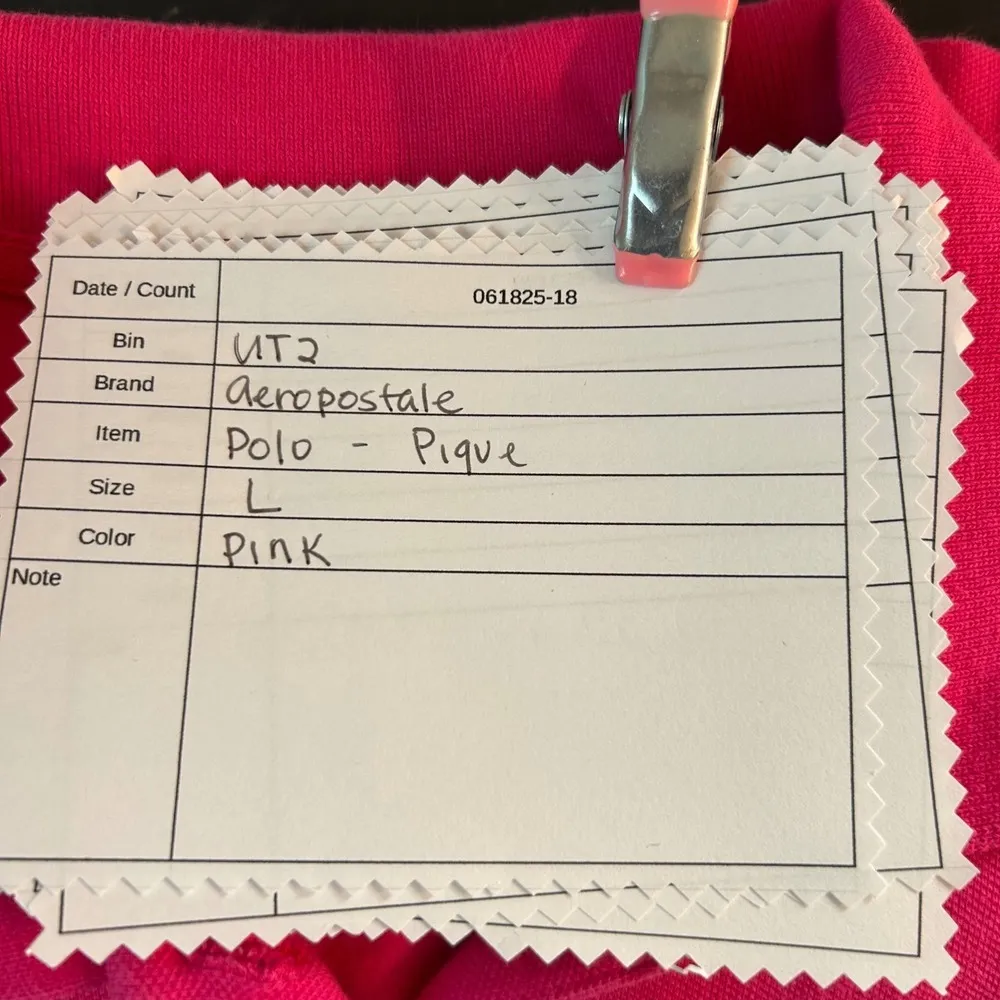 Date / Count 061825-18
Bin UT2
Brand aeropostale
Item Polo - Pique
Size L
Color PINK
Note